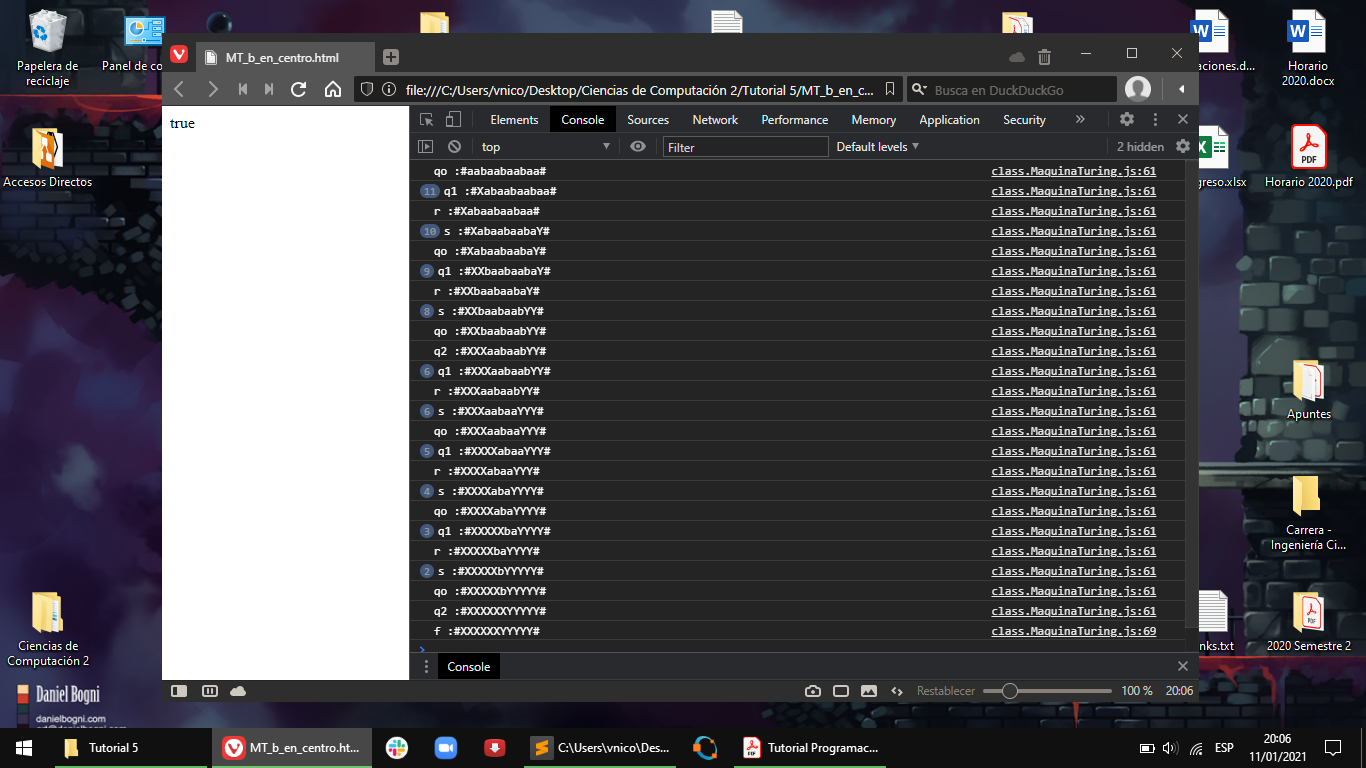 Papelera de
reciclaje
Panel de co
Accesos Directos
Ciencias de
Computación 2
Daniel Bogni
danielbogni.com
MT_b_en_centro.html
file:///C:/Users/vnico/Desktop/Ciencias de Computación 2/Tutorial 5/MT_b_en_c...
Busca en DuckDuckGo
true
Elements
Console
Sources
Network
Performance
Memory
Application
Security
top
Filter
Default levels
2 hidden
qo :#aabaabaabaa# class.MaquinaTuring.js:61
11 q1 :#Xabaabaabaa# class.MaquinaTuring.js:61
r :#Xabaabaabaa# class.MaquinaTuring.js:61
10 s :#XabaabaabaY# class.MaquinaTuring.js:61
qo :#XabaabaabaY# class.MaquinaTuring.js:61
9 q1 :#XXbaabaabaY# class.MaquinaTuring.js:61
r :#XXbaabaabaY# class.MaquinaTuring.js:61
8 s :#XXbaabaabYY# class.MaquinaTuring.js:61
qo :#XXbaabaabYY# class.MaquinaTuring.js:61
q2 :#XXXaabaabYY# class.MaquinaTuring.js:61
6 q1 :#XXXaabaabYY# class.MaquinaTuring.js:61
r :#XXXaabaabYY# class.MaquinaTuring.js:61
6 s :#XXXaabaaYYY# class.MaquinaTuring.js:61
qo :#XXXaabaaYYY# class.MaquinaTuring.js:61
5 q1 :#XXXXabaaYYY# class.MaquinaTuring.js:61
r :#XXXXabaaYYY# class.MaquinaTuring.js:61
4 s :#XXXXabaYYYY# class.MaquinaTuring.js:61
qo :#XXXXabaYYYY# class.MaquinaTuring.js:61
3 q1 :#XXXXXbaYYYY# class.MaquinaTuring.js:61
r :#XXXXXbaYYYY# class.MaquinaTuring.js:61
2 s :#XXXXXbYYYYY# class.MaquinaTuring.js:61
qo :#XXXXXbYYYYY# class.MaquinaTuring.js:61
q2 :#XXXXXXYYYYY# class.MaquinaTuring.js:61
f :#XXXXXXYYYYY# class.MaquinaTuring.js:69
Console
Restablecer
100 %
20:06
aciones.d...
Horario
2020.docx
greso.xlsx
PDF
Horario 2020.pdf
Apuntes
Carrera -
Ingeniería Ci...
nks.txt
2020 Semestre 2
Tutorial 5
MT_b_en_centro.ht...
C:\Users\vnico\Des...
Tutorial Programac...
ESP
20:06
11/01/2021